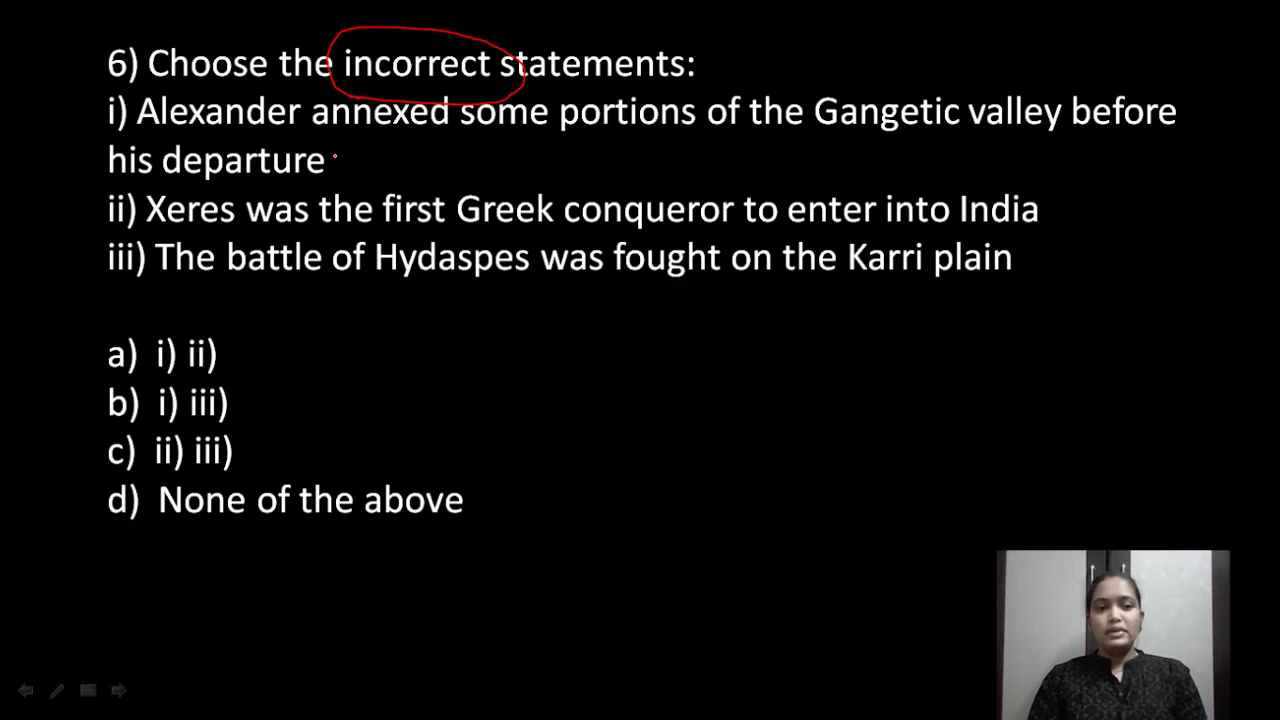 6) Choose the incorrect statements:
i) Alexander annexed some portions of the Gangetic valley before
his departure
ii) Xeres was the first Greek conqueror to enter into India
iii) The battle of Hydaspes was fought on the Karri plain
a) i) ii)
b) i) iii)
c) ii) iii)
d) None of the above